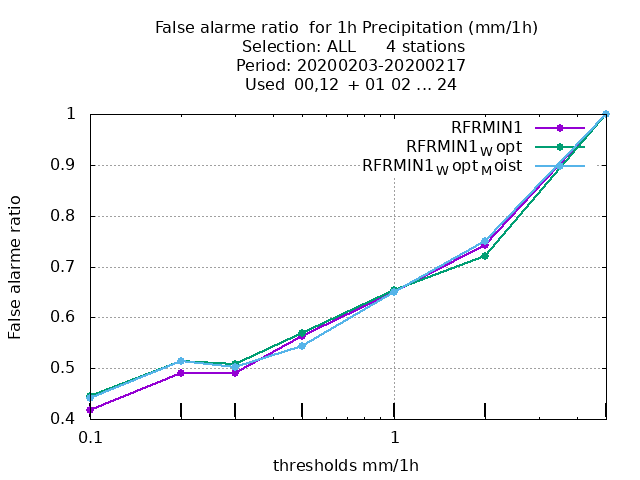 False alarme ratio  for 1h Precipitation (mm/1h)
Selection: ALL      4 stations
Period: 20200203-20200217
Used  00,12  + 01 02 ... 24
RFRMIN1
RFRMIN1Wopt
RFRMIN1WoptMoist
False alarme ratio
1
0.9
0.8
0.7
0.6
0.5
0.4
0.1 1
thresholds mm/1h